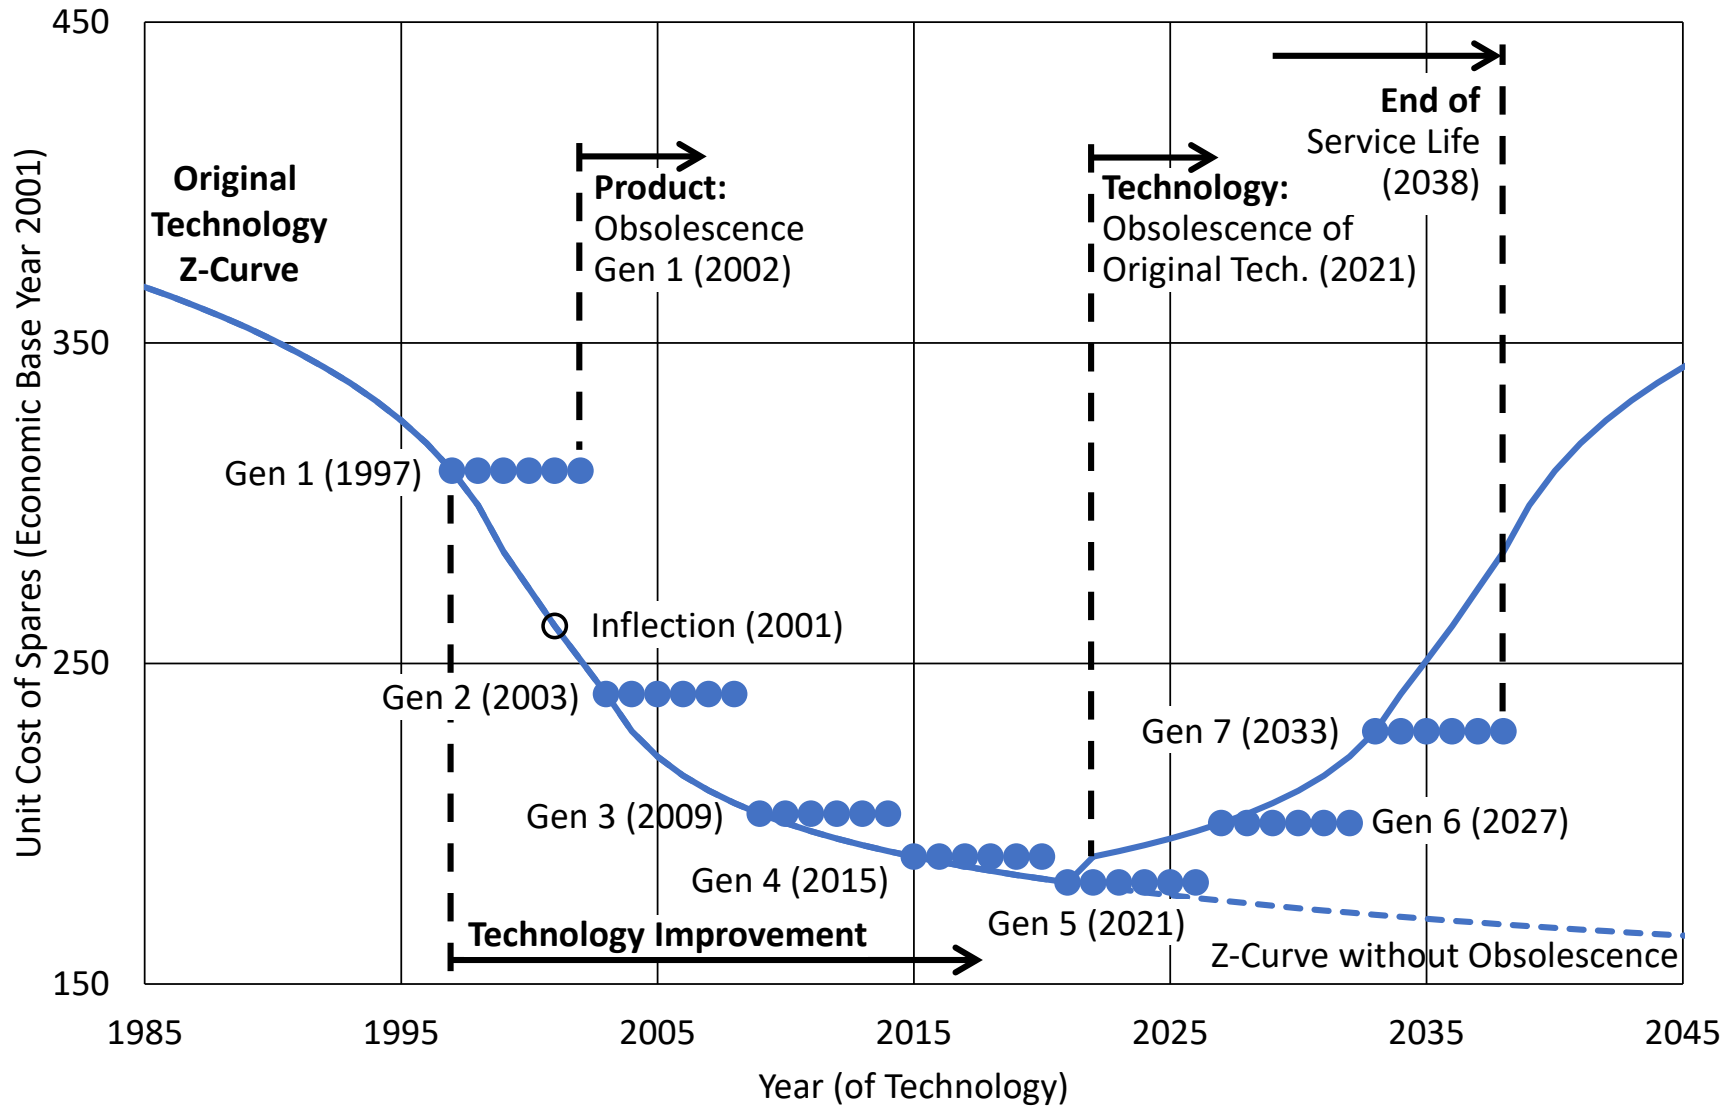 450
350
250
150
Unit Cost of Spares (Economic Base Year 2001)
Original
Technology
Z-Curve
Product:
Obsolescence
Gen 1 (2002)
Technology:
Obsolescence of
Original Tech. (2021)
End of
Service Life
(2038)
Gen 1 (1997)
Inflection (2001)
Gen 2 (2003)
Gen 7 (2033)
Gen 3 (2009)
Gen 6 (2027)
Gen 4 (2015)
Gen 5 (2021)
Technology Improvement
Z-Curve without Obsolescence
1985
1995
2005
2015
2025
2035
2045
Year (of Technology)